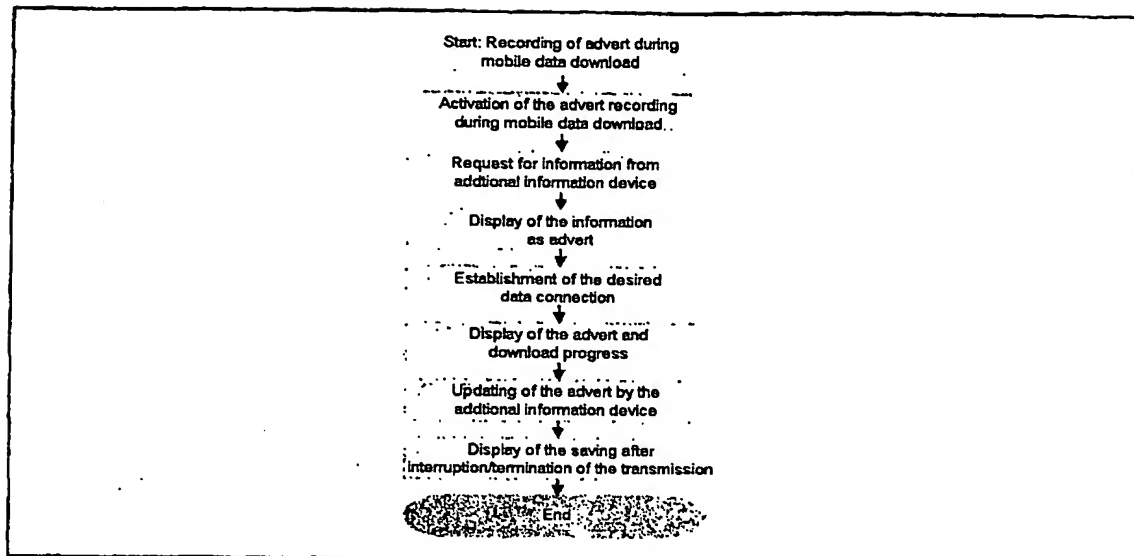 Start: Recording of advert during
mobile data download
Activation of the advert recording
during mobile data download..
Request for information from
addtional information device
Display of the information
as advert
Establishment of the desired
data connection
Display of the advert and
download progress
Updating of the advert by the
addtional information device
Display of the saving after
interruption/termination of the transmission
End